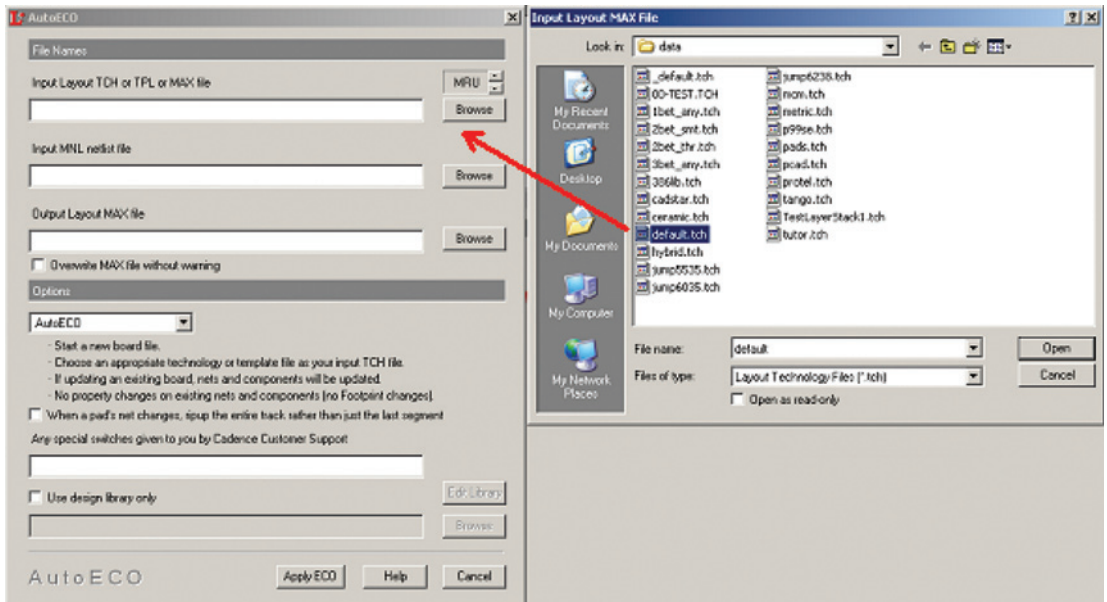 AutoECO
File Names
Input Layout TCH or TPL or MAX file
MRU
Browse
Input MNL netlist file
Browse
Output Layout MAX file
Browse
Overwrite MAX file without warning
Options
AutoECO
- Start a new board file.
- Choose an appropriate technology or template file as your input TCH file.
- If updating an existing board, nets and components will be updated.
- No property changes on existing nets and components (no Footprint changes).
When a pad's net changes, ripup the entire track rather than just the last segment
Any special switches given to you by Cadence Customer Support
Use design library only
Edit Library
Browse
AutoECO
Apply ECO
Help
Cancel
Input Layout MAX File
Look in:
data
My Recent
Documents
Desktop
My Documents
My Computer
My Network
Places
_default.tch
00-TEST.TCH
1bet_any.tch
2bet_smt.tch
2bet_thr.tch
3bet_any.tch
386lib.tch
cadstar.tch
ceramic.tch
default.tch
hybrid.tch
jump5535.tch
jump6035.tch
jump6238.tch
mcm.tch
metric.tch
p99se.tch
pads.tch
pcad.tch
protel.tch
tango.tch
TestLayerStack1.tch
tutor.tch
File name:
default
Open
Files of type:
Layout Technology Files (*.tch)
Cancel
Open as read-only